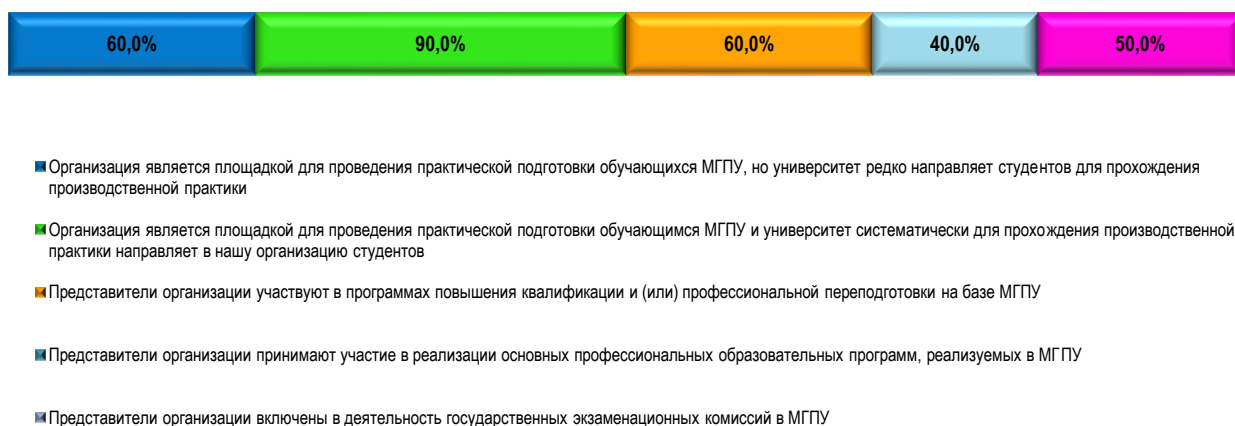 60,0% 90,0% 60,0% 40,0% 50,0%
Организация является площадкой для проведения практической подготовки обучающихся МГПУ, но университет редко направляет студентов для прохождения
производственной практики
Организация является площадкой для проведения практической подготовки обучающимся МГПУ и университет систематически для прохождения производственной
практики направляет в нашу организацию студентов
Представители организации участвуют в программах повышения квалификации и (или) профессиональной переподготовки на базе МГПУ
Представители организации принимают участие в реализации основных профессиональных образовательных программ, реализуемых в МГПУ
Представители организации включены в деятельность государственных экзаменационных комиссий в МГПУ